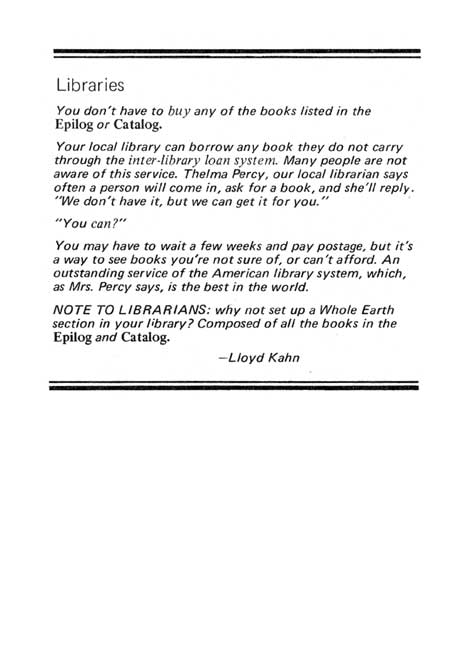 Libraries
You don't have to buy any of the books listed in the
Epilog or Catalog.
Your local library can borrow any book they do not carry
through the inter-library loan system. Many people are not
aware of this service. Thelma Percy, our local librarian says
often a person will come in, ask for a book, and she'll reply.
"We don't have it, but we can get it for you."
"You can?"
You may have to wait a few weeks and pay postage, but it's
a way to see books you're not sure of, or can't afford. An
outstanding service of the American library system, which,
as Mrs. Percy says, is the best in the world.
NOTE TO LIBRARIANS: why not set up a Whole Earth
section in your library? Composed of all the books in the
Epilog and Catalog.
—Lloyd Kahn